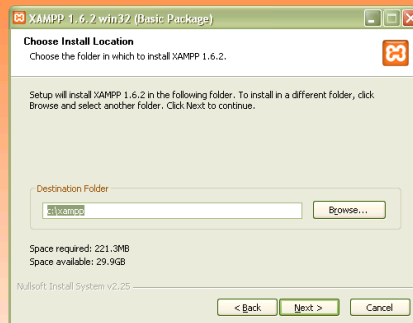 XAMPP 1.6.2 win32 (Basic Package)
Choose Install Location
Choose the folder in which to install XAMPP 1.6.2.
Setup will install XAMPP 1.6.2 in the following folder. To install in a different folder, click
Browse and select another folder. Click Next to continue.
Destination Folder
c:\xampp
Browse...
Space required: 221.3MB
Space available: 29.9GB
Nullsoft Install System v2.25
< Back
Next >
Cancel